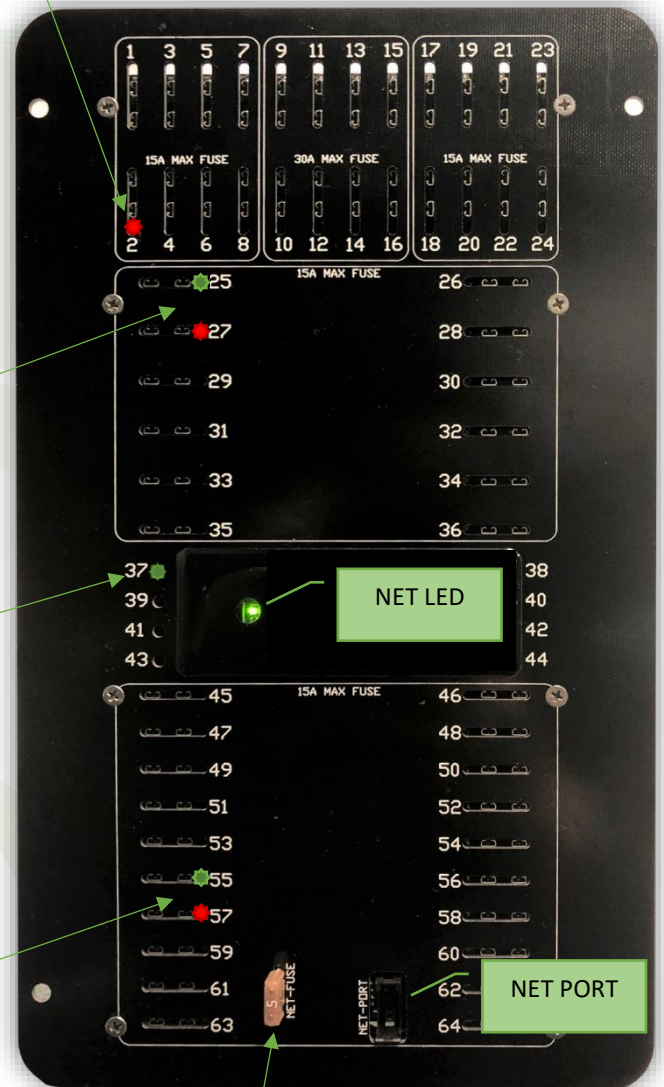 1 3 5 7 9 11 13 15 17 19 21 23
15A MAX FUSE 30A MAX FUSE 15A MAX FUSE
2 4 6 8 10 12 14 16 18 20 22 24
15A MAX FUSE
25 26
27 28
29 30
31 32
33 34
35 36
37 38
39 40
41 42
43 44
NET LED
15A MAX FUSE
45 46
47 48
49 50
51 52
53 54
55 56
57 58
59 60
61 62
63 64
5
NET-FUSE
NET-PORT
NET PORT